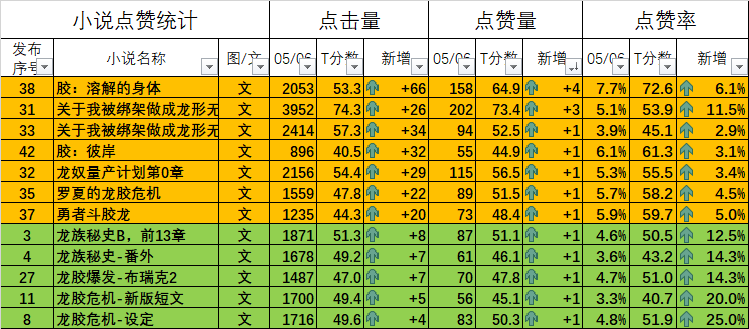 小说点赞统计 点击量 点赞量 点赞率
发布序号 小说名称 图/文 05/06 T分数 新增 05/06 T分数 新增 05/06 T分数 新增
38 胶：溶解的身体 文 2053 53.3 +66 158 64.9 +4 7.7% 72.6 6.1%
31 关于我被绑架做成龙形无 文 3952 74.3 +26 202 73.4 +3 5.1% 53.9 11.5%
33 关于我被绑架做成龙形无 文 2414 57.3 +34 94 52.5 +1 3.9% 45.1 2.9%
42 胶：彼岸 文 896 40.5 +32 55 44.9 +1 6.1% 61.3 3.1%
32 龙奴量产计划第0章 文 2156 54.4 +29 115 56.5 +1 5.3% 55.5 3.4%
35 罗夏的龙胶危机 文 1559 47.8 +22 89 51.5 +1 5.7% 58.2 4.5%
37 勇者斗胶龙 文 1235 44.3 +20 73 48.4 +1 5.9% 59.7 5.0%
3 龙族秘史B，前13章 文 1871 51.3 +8 87 51.1 +1 4.6% 50.5 12.5%
4 龙族秘史-番外 文 1678 49.2 +7 61 46.1 +1 3.6% 43.2 14.3%
27 龙胶爆发-布瑞克2 文 1487 47.0 +7 70 47.8 +1 4.7% 51.0 14.3%
11 龙胶危机-新版短文 文 1700 49.4 +5 56 45.1 +1 3.3% 40.7 20.0%
8 龙胶危机-设定 文 1716 49.6 +4 83 50.3 +1 4.8% 51.9 25.0%